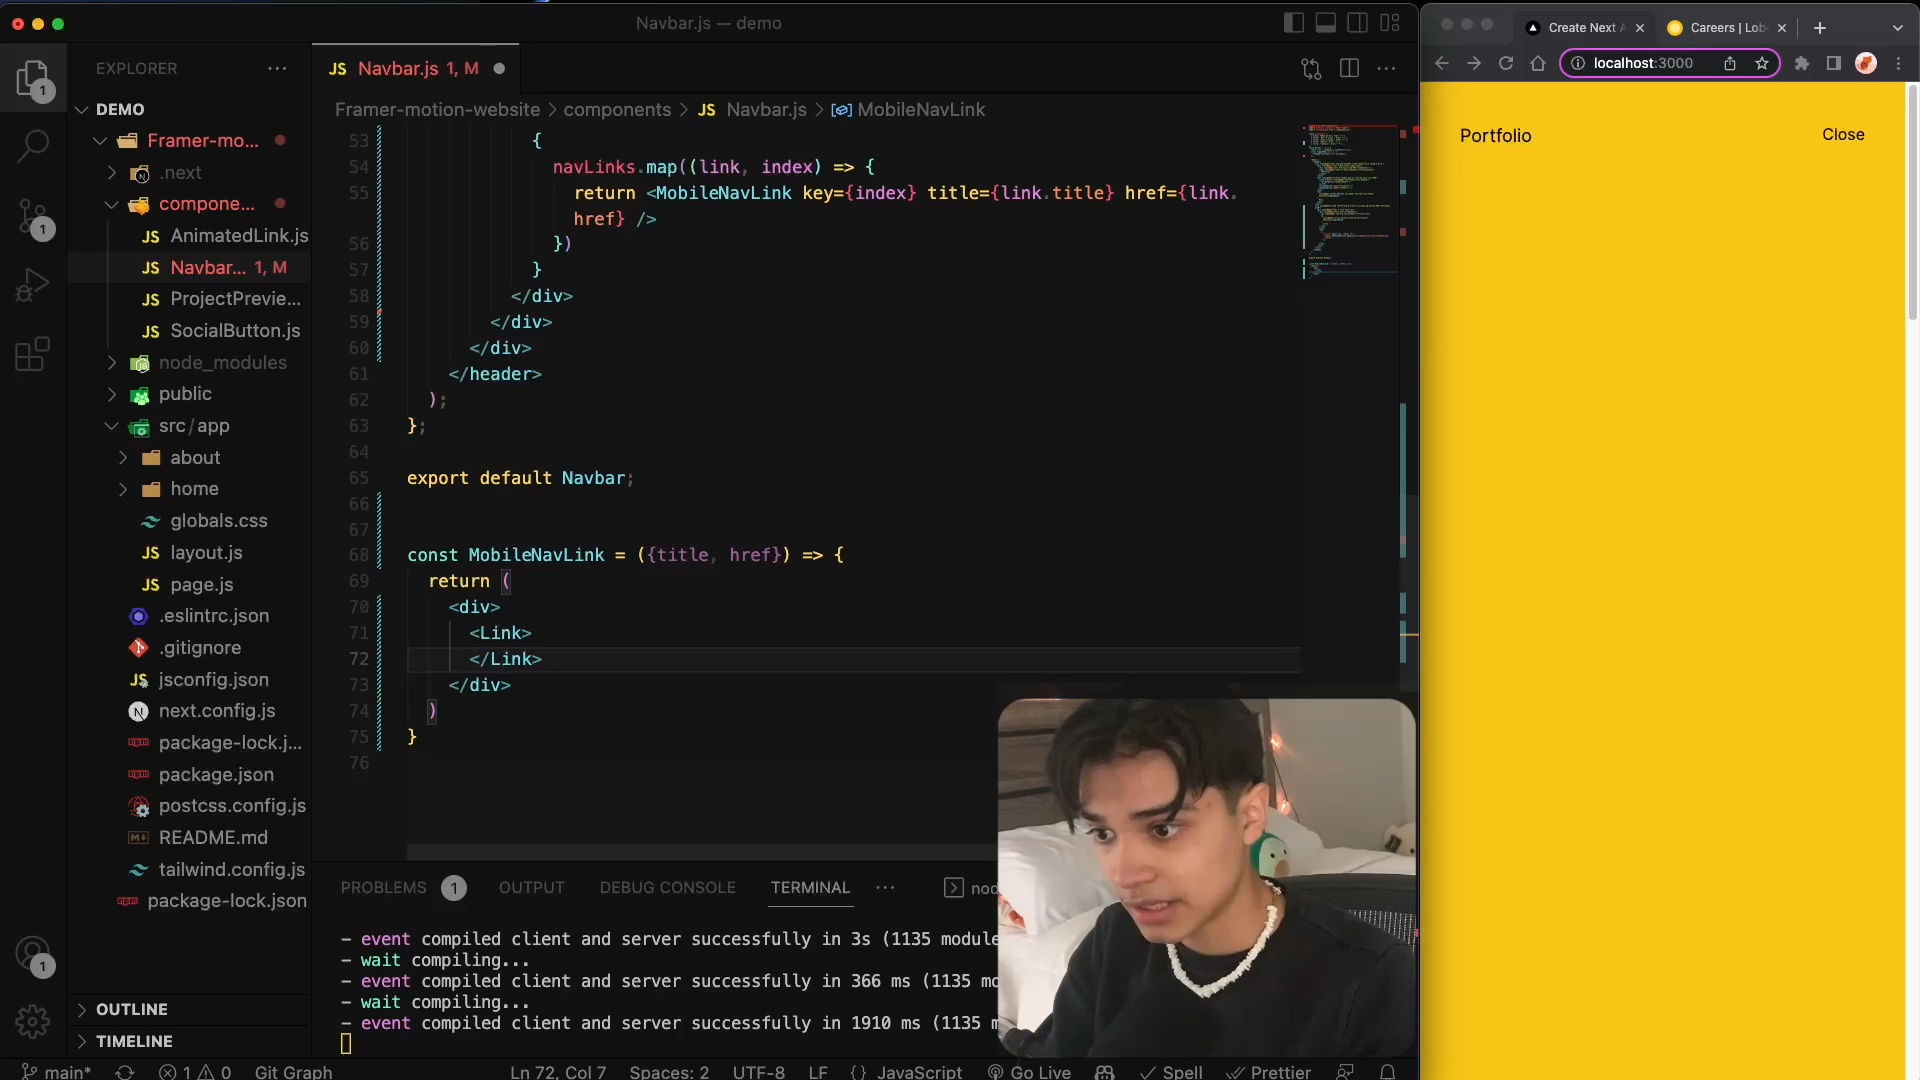 Navbar.js — demo
EXPLORER
DEMO
Framer-mo...
.next
compone...
AnimatedLink.js
Navbar... 1, M
ProjectPrevie...
SocialButton.js
node_modules
public
src/app
about
home
globals.css
layout.js
page.js
.eslintrc.json
.gitignore
jsconfig.json
next.config.js
package-lock.j...
package.json
postcss.config.js
README.md
tailwind.config.js
package-lock.json
OUTLINE
TIMELINE
JS Navbar.js 1, M
Framer-motion-website > components > JS Navbar.js > MobileNavLink
53 {
54 navLinks.map((link, index) => {
55 return <MobileNavLink key={index} title={link.title} href={link.
href} />
56 })
57 }
58 </div>
59 </div>
60 </div>
61 </header>
62 );
63 };
64
65 export default Navbar;
66
67
68 const MobileNavLink = ({title, href}) => {
69 return (
70 <div>
71 <Link>
72 </Link>
73 </div>
74 )
75 }
76
PROBLEMS 1 OUTPUT DEBUG CONSOLE TERMINAL ... nod
- event compiled client and server successfully in 3s (1135 module
- wait compiling...
- event compiled client and server successfully in 366 ms (1135 mo
- wait compiling...
- event compiled client and server successfully in 1910 ms (1135 m
main* 1 0 Git Graph Ln 72, Col 7 Spaces: 2 UTF-8 LF {} JavaScript Go Live Spell Prettier
Create Next A
Careers | Lob
localhost:3000
Portfolio
Close